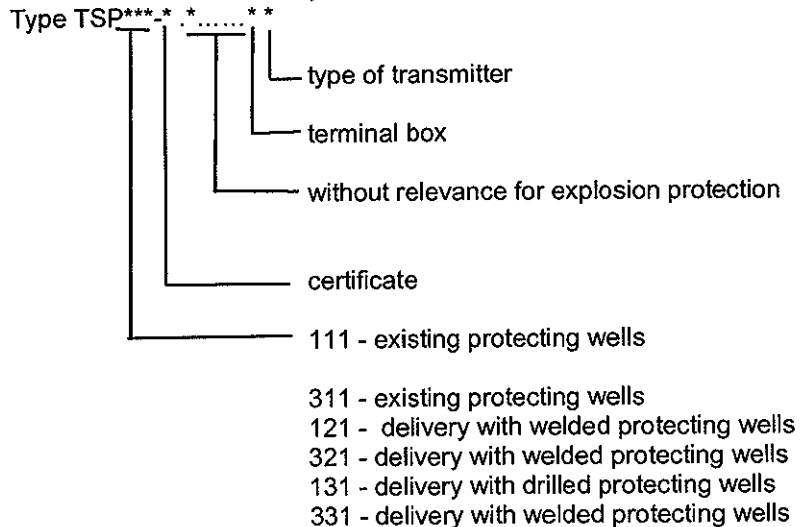 Type TSP***-* .*......* *
type of transmitter
terminal box
without relevance for explosion protection
certificate
111 - existing protecting wells
311 - existing protecting wells
121 - delivery with welded protecting wells
321 - delivery with welded protecting wells
131 - delivery with drilled protecting wells
331 - delivery with welded protecting wells